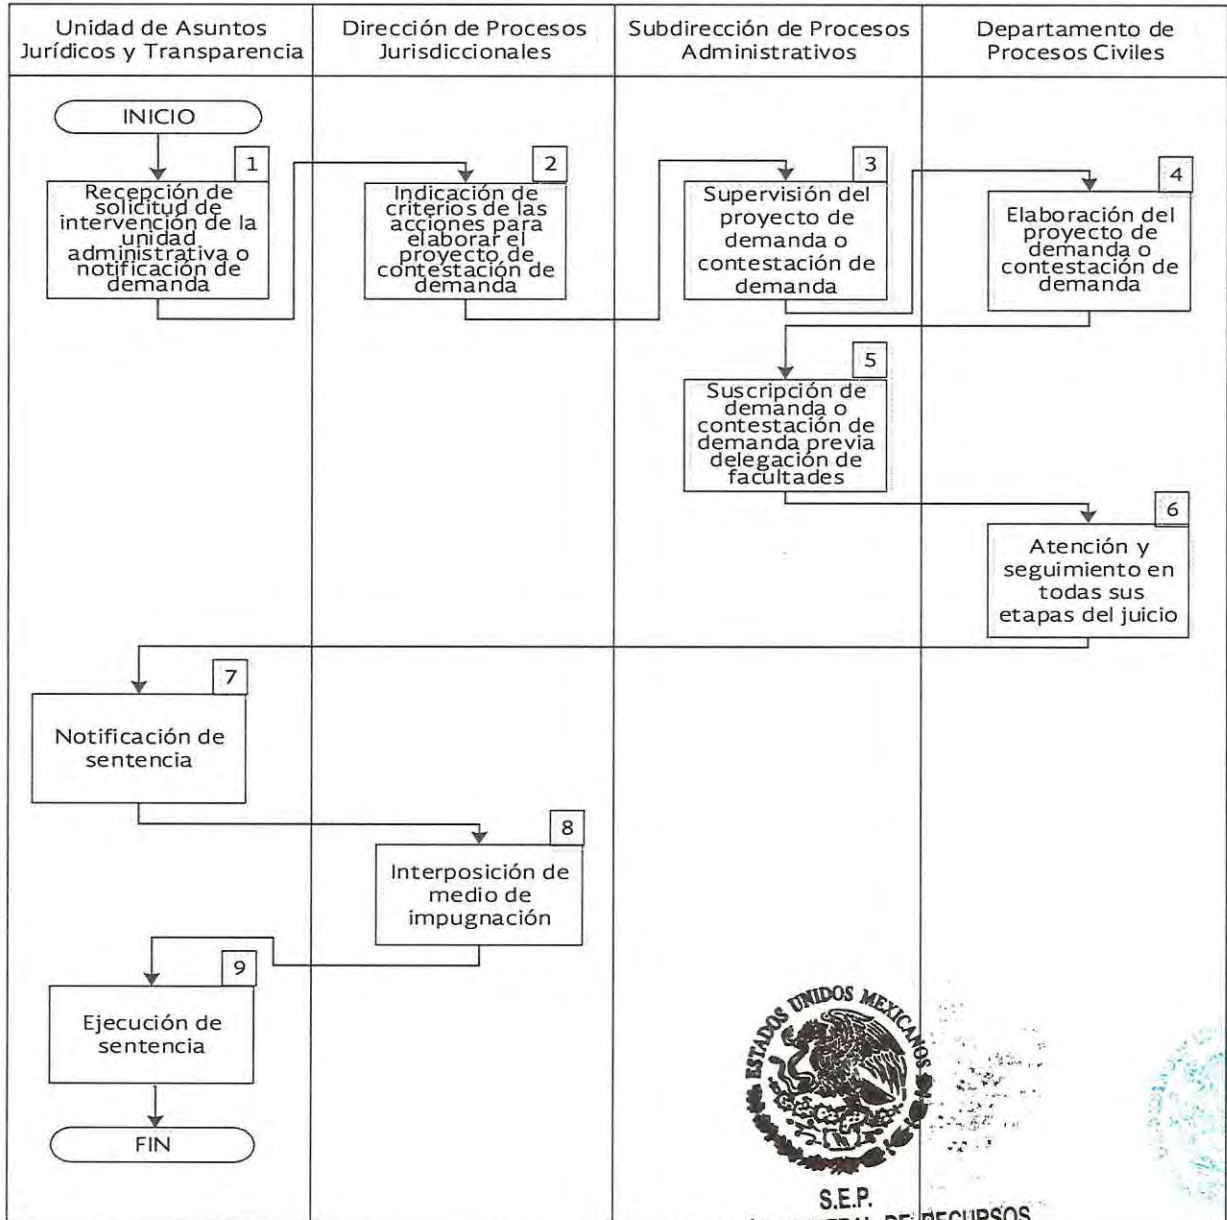 Unidad de Asuntos
Jurídicos y Transparencia
Dirección de Procesos
Jurisdiccionales
Subdirección de Procesos
Administrativos
Departamento de
Procesos Civiles
INICIO
1
Recepción de
solicitud de
intervención de la
unidad
administrativa o
notificación de
demanda
2
Indicación de
criterios de las
acciones para
elaborar el
proyecto de
contestación de
demanda
3
Supervisión del
proyecto de
demanda o
contestación de
demanda
4
Elaboración del
proyecto de
demanda o
contestación de
demanda
5
Suscripción de
demanda o
contestación de
demanda previa
delegación de
facultades
6
Atención y
seguimiento en
todas sus
etapas del juicio
7
Notificación de
sentencia
8
Interposición de
medio de
impugnación
9
Ejecución de
sentencia
FIN
ESTADOS UNIDOS MEXICANOS
S.E.P.
DE RECURSOS